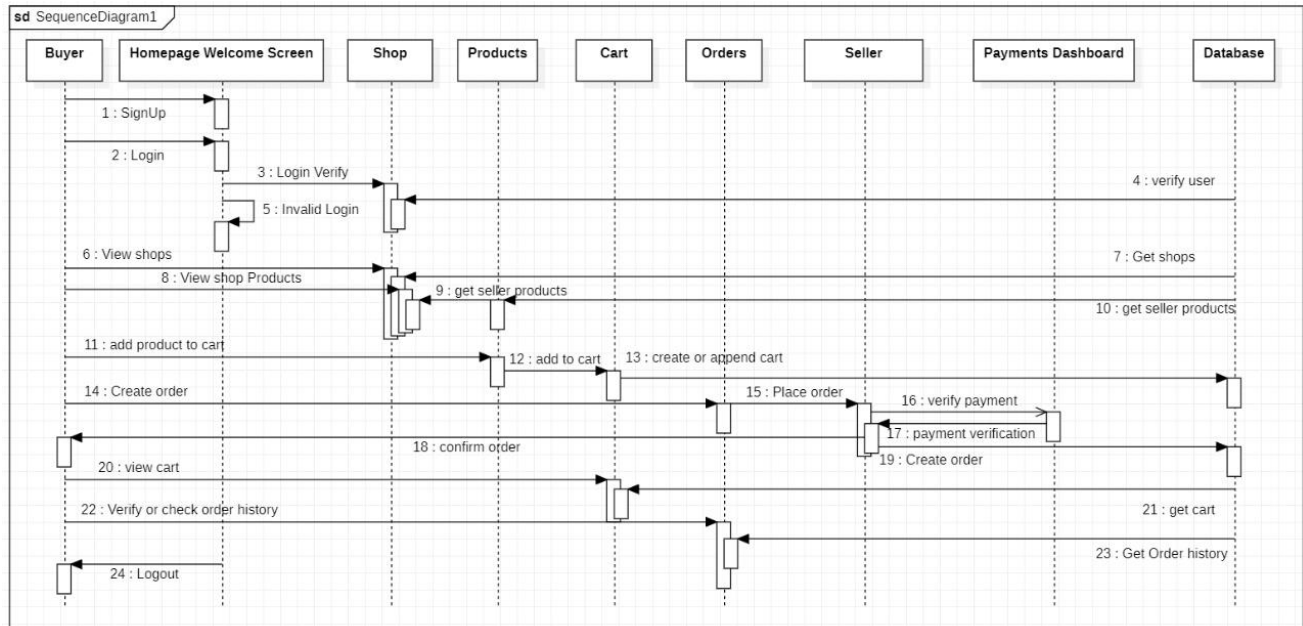 sd SequenceDiagram1
Buyer
Homepage Welcome Screen
Shop
Products
Cart
Orders
Seller
Payments Dashboard
Database
1 : SignUp
2 : Login
3 : Login Verify
4 : verify user
5 : Invalid Login
6 : View shops
7 : Get shops
8 : View shop Products
9 : get seller products
10 : get seller products
11 : add product to cart
12 : add to cart
13 : create or append cart
14 : Create order
15 : Place order
16 : verify payment
17 : payment verification
18 : confirm order
19 : Create order
20 : view cart
21 : get cart
22 : Verify or check order history
23 : Get Order history
24 : Logout